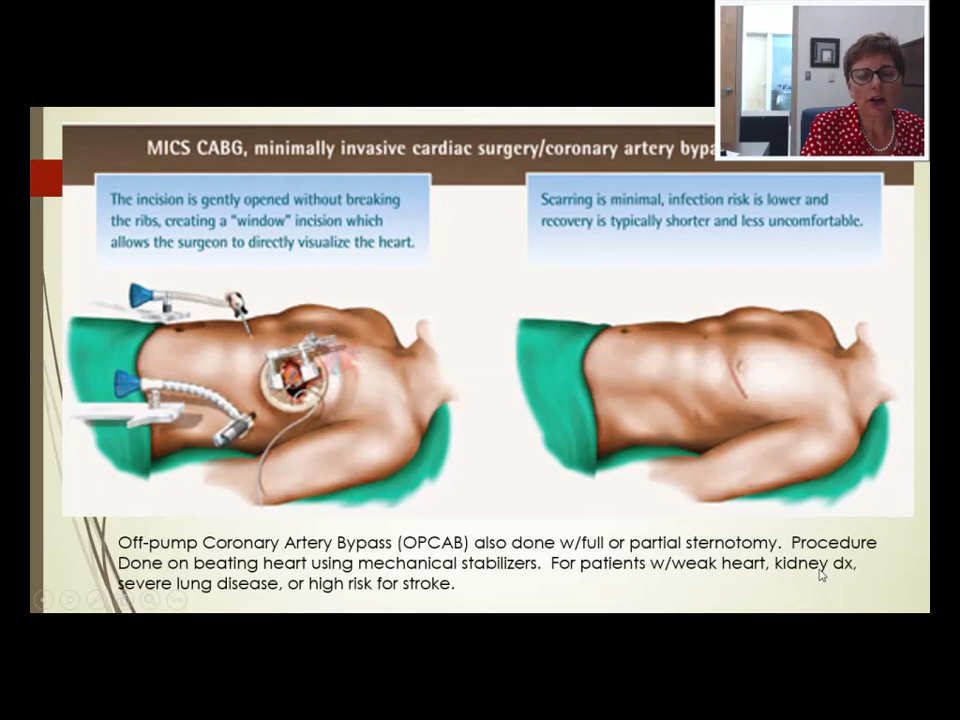 MICS CABG, minimally invasive cardiac surgery/coronary artery
The incision is gently opened without breaking
the ribs, creating a "window" incision which
allows the surgeon to directly visualize the heart.
Scarring is minimal, infection risk is lower and
recovery is typically shorter and less uncomfortable.
Off-pump Coronary Artery Bypass (OPCAB) also done w/full or partial sternotomy.  Procedure
Done on beating heart using mechanical stabilizers.  For patients w/weak heart, kidney dx,
severe lung disease, or high risk for stroke.